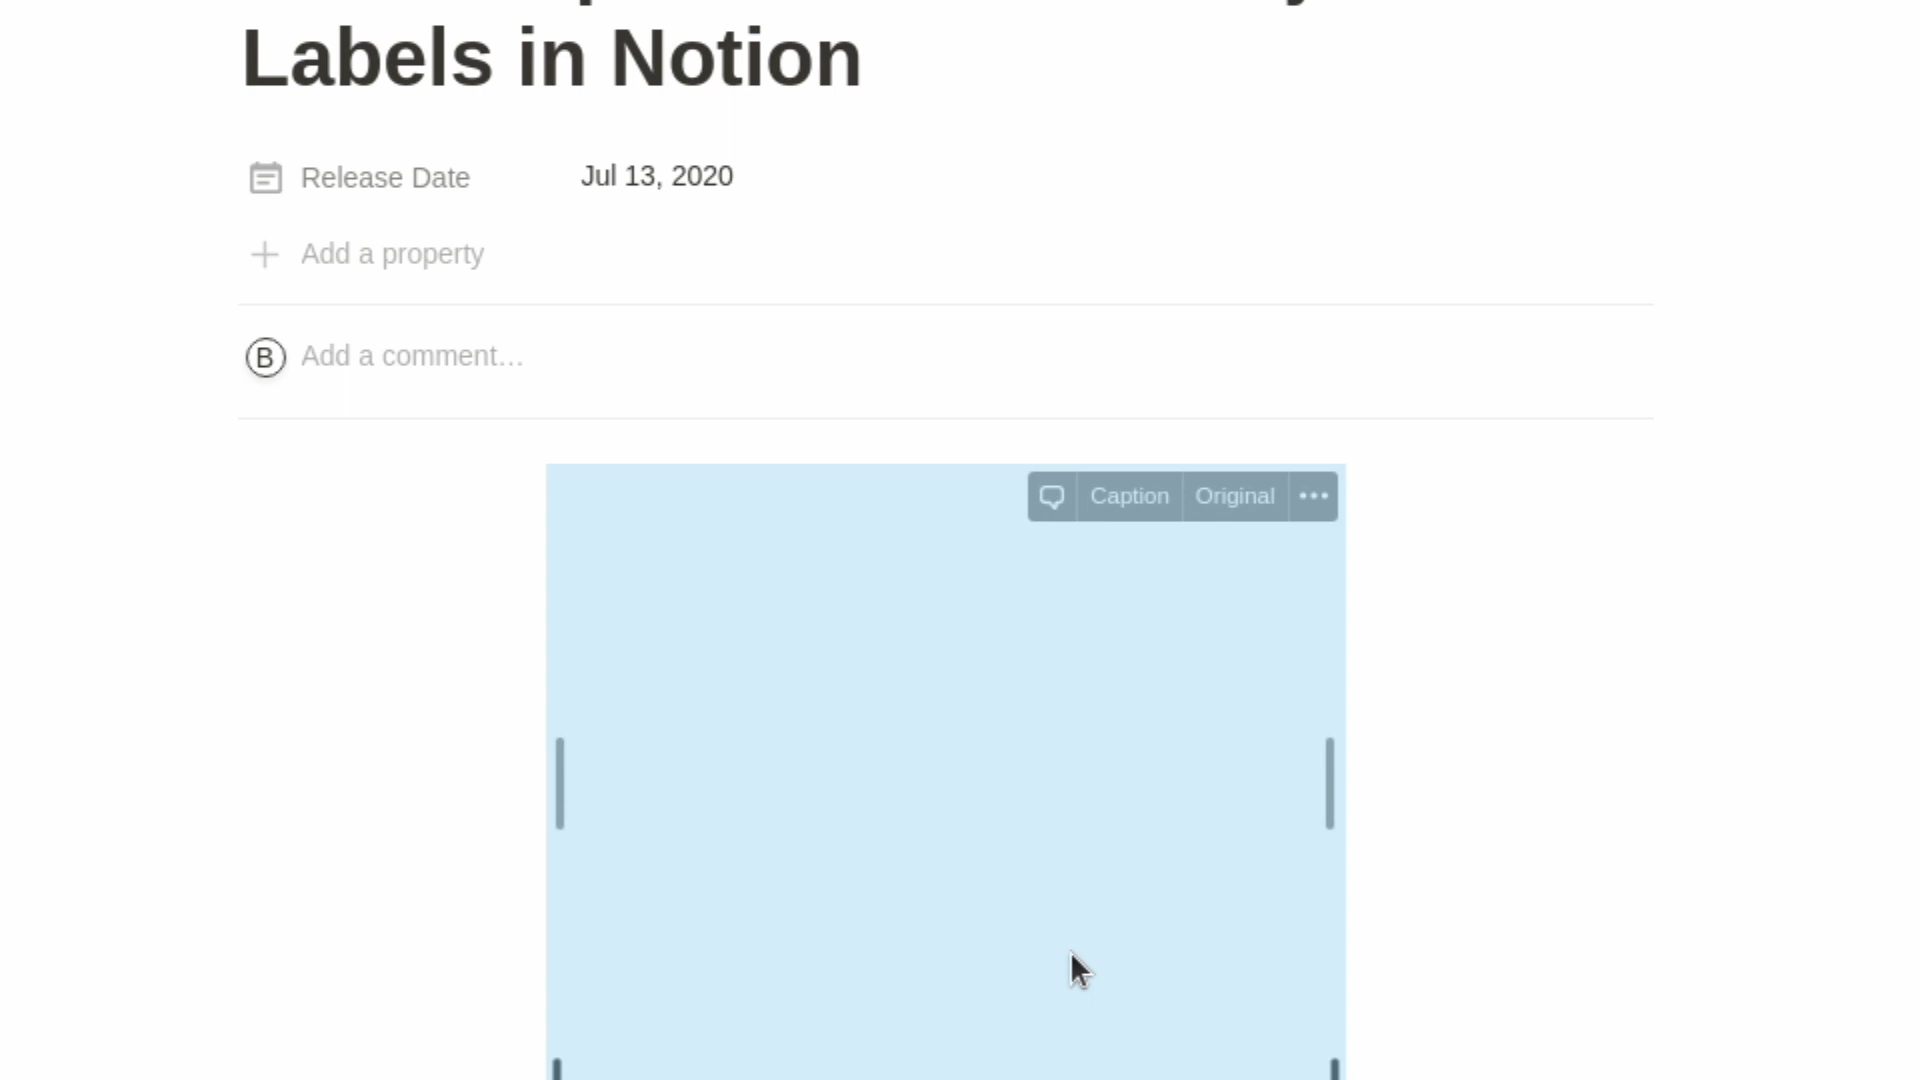 Labels in Notion
Release Date
Jul 13, 2020
Add a property
B
Add a comment…
Caption
Original